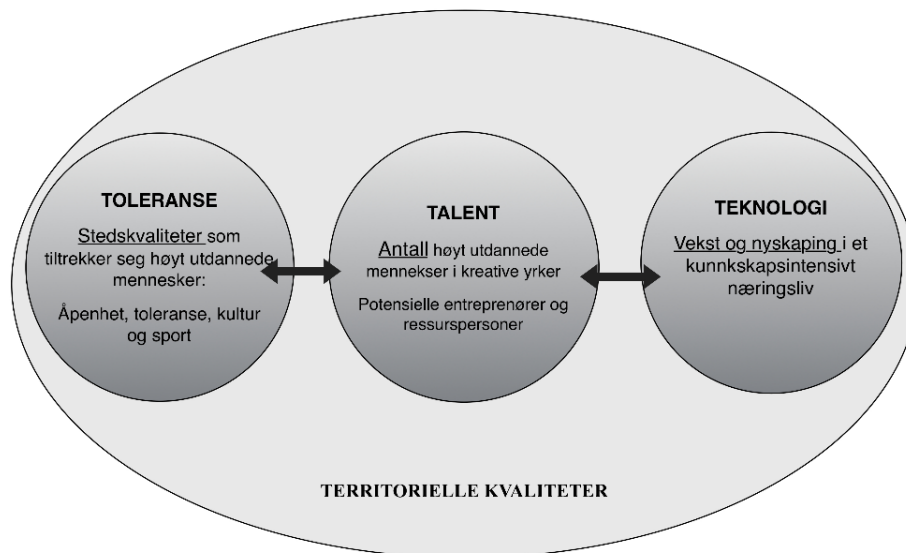 TOLERANSE
Stedskvaliteter som
tiltrekker seg høyt utdannede
mennesker:
Åpenhet, toleranse, kultur
og sport
TALENT
Antall høyt utdannede
mennekser i kreative yrker
Potensielle entreprenører og
ressurspersoner
TEKNOLOGI
Vekst og nyskaping i et
kunnkskapsintensivt
næringsliv
TERRITORIELLE KVALITETER